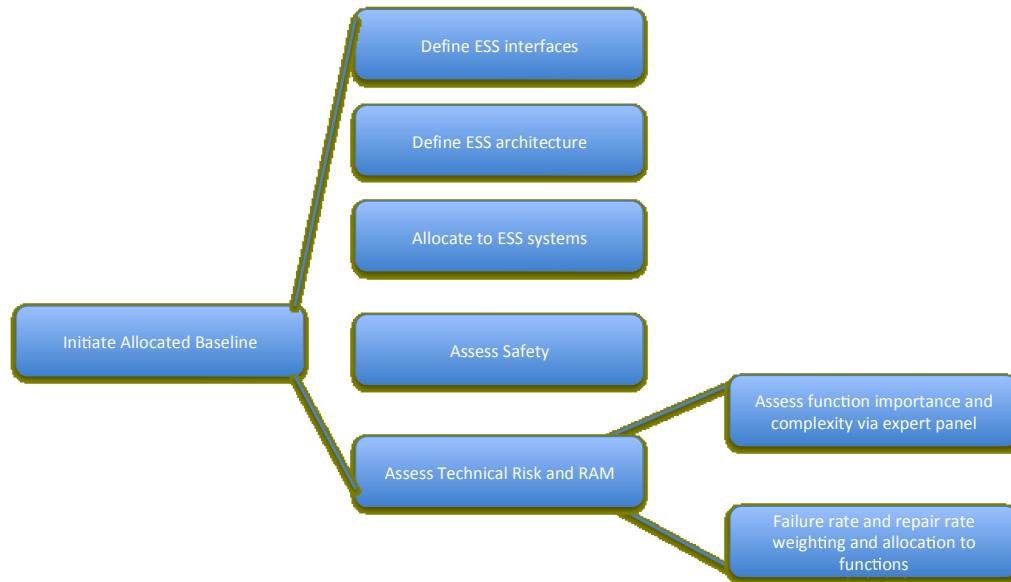 Define ESS interfaces
Define ESS architecture
Allocate to ESS systems
Initiate Allocated Baseline
Assess Safety
Assess function importance and
complexity via expert panel
Assess Technical Risk and RAM
Failure rate and repair rate
weighting and allocation to
functions